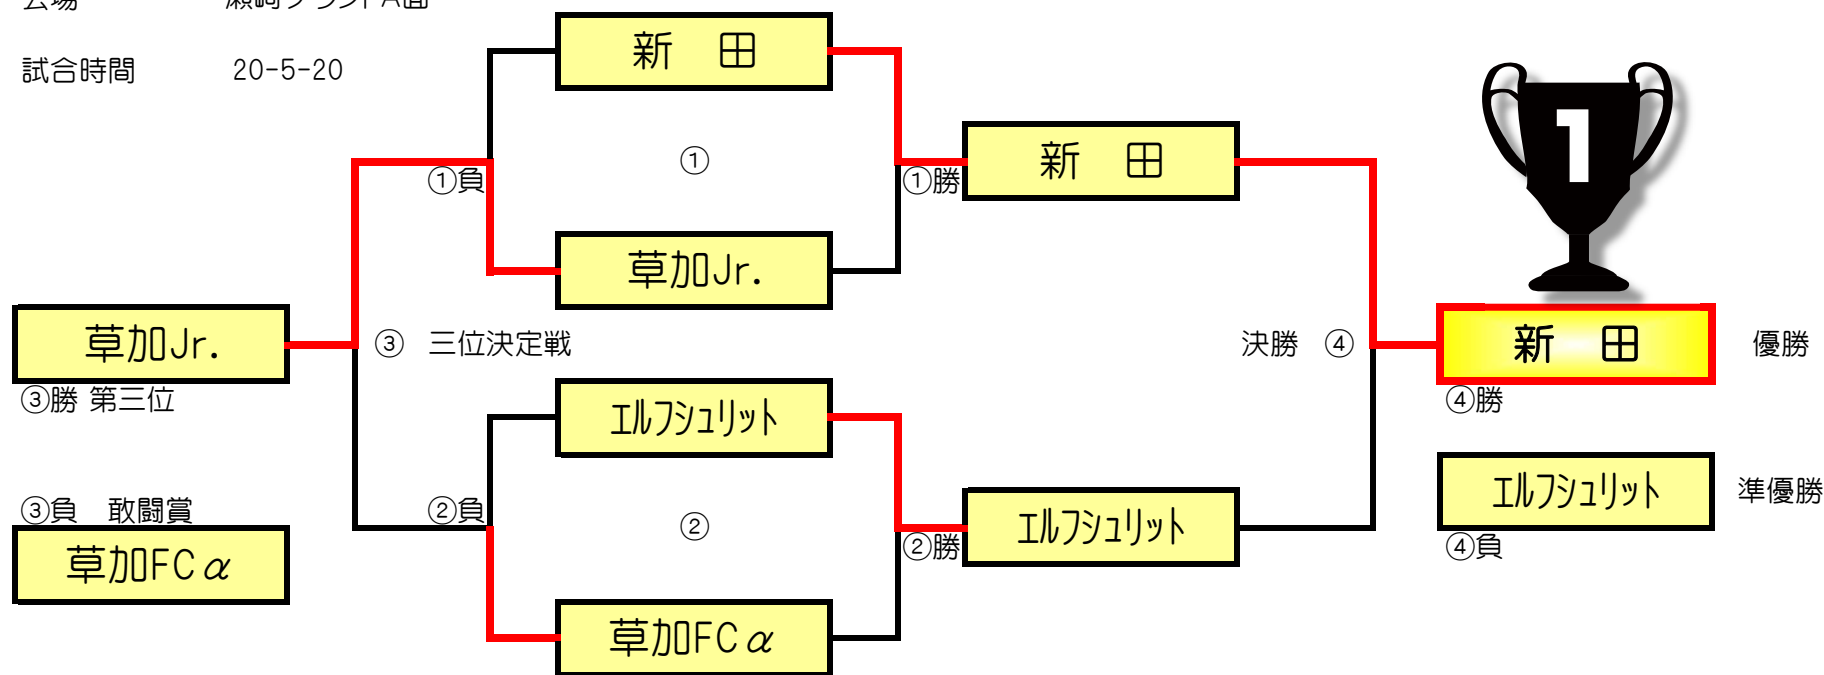 試合時間 20-5-20
新 田
1
①
①負
①勝
新 田
草加Jr.
草加Jr.
③ 三位決定戦
決勝 ④
新 田 優勝
③勝 第三位
④勝
エルフシュリット
エルフシュリット 準優勝
③負 敢闘賞
②負
②
エルフシュリット
②勝
④負
草加FCα
草加FCα